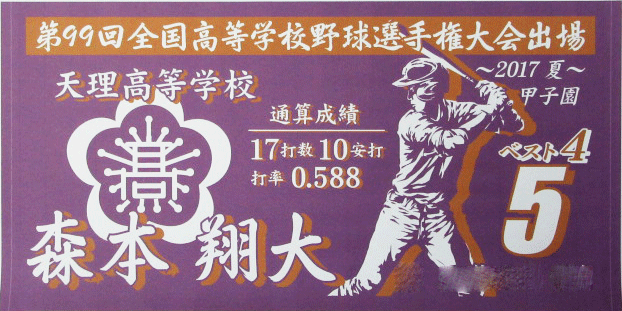 第99回全国高等学校野球選手権大会出場
天理高等学校
～2017 夏～
甲子園
通算成績
17打数 10安打
打率 0.588
ベスト4
5
高
森本 翔大